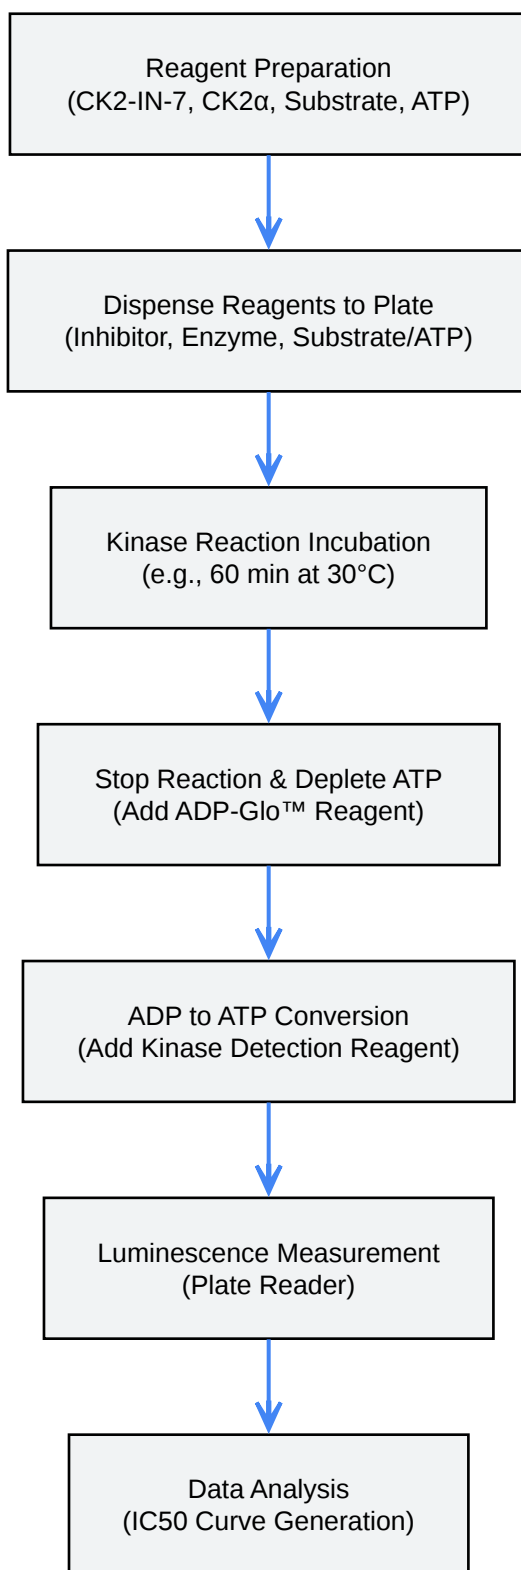 Reagent Preparation
(CK2-IN-7, CK2α, Substrate, ATP)
Dispense Reagents to Plate
(Inhibitor, Enzyme, Substrate/ATP)
Kinase Reaction Incubation
(e.g., 60 min at 30°C)
Stop Reaction & Deplete ATP
(Add ADP-Glo™ Reagent)
ADP to ATP Conversion
(Add Kinase Detection Reagent)
Luminescence Measurement
(Plate Reader)
Data Analysis
(IC50 Curve Generation)